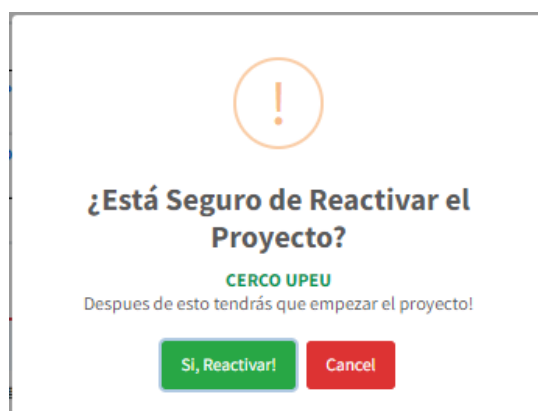 !
¿Está Seguro de Reactivar el
Proyecto?
CERCO UPEU
Despues de esto tendrás que empezar el proyecto!
Si, Reactivar!
Cancel